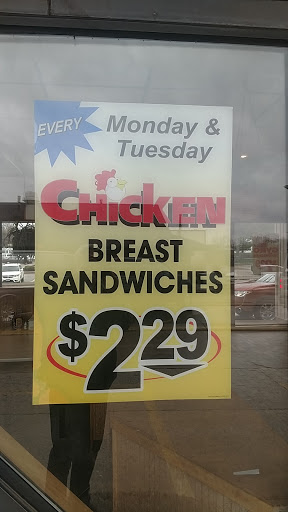 EVERY
Monday &
Tuesday
CHICKEN
BREAST
SANDWICHES
$2.29